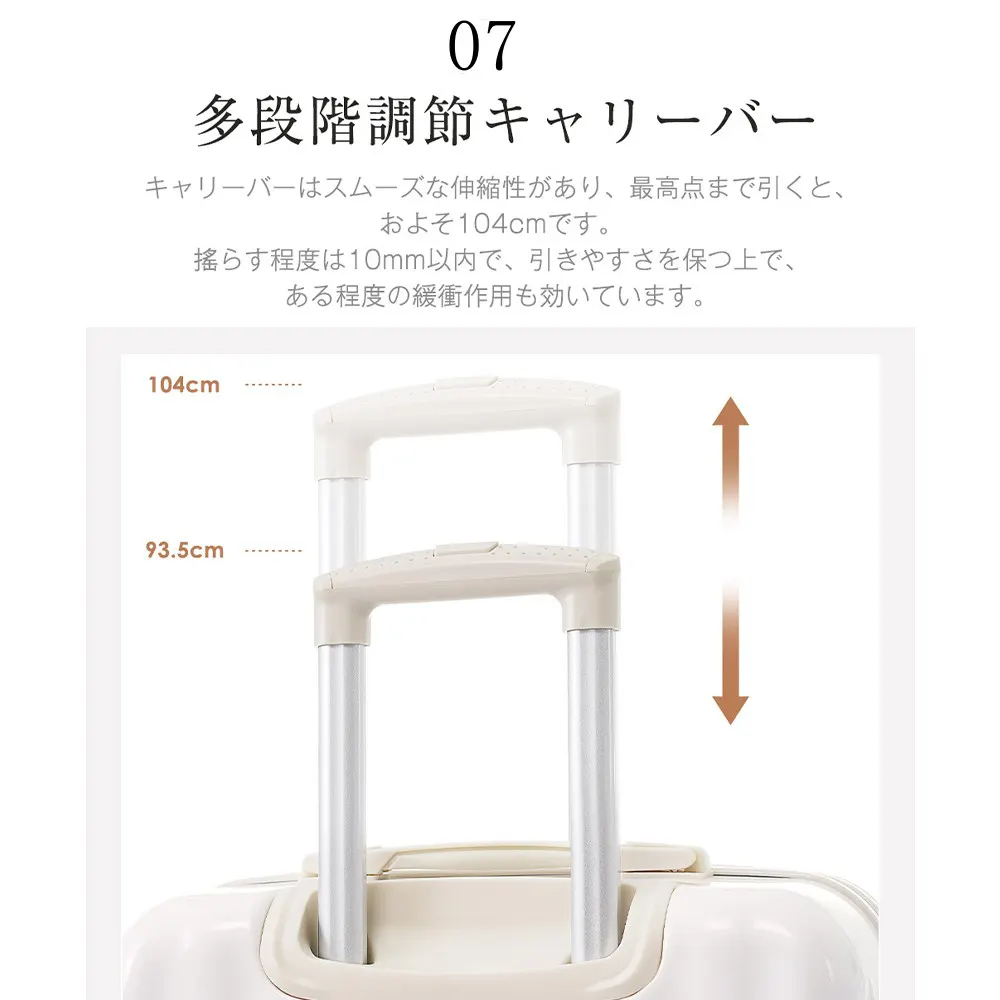 07
多段階調節キャリーバー
キャリーバーはスムーズな伸縮性があり、最高点まで引くと、
およそ104cmです。
搖らす程度は10mm以内で、引きやすさを保つ上で、
ある程度の緩衝作用も効いています。
104cm
93.5cm